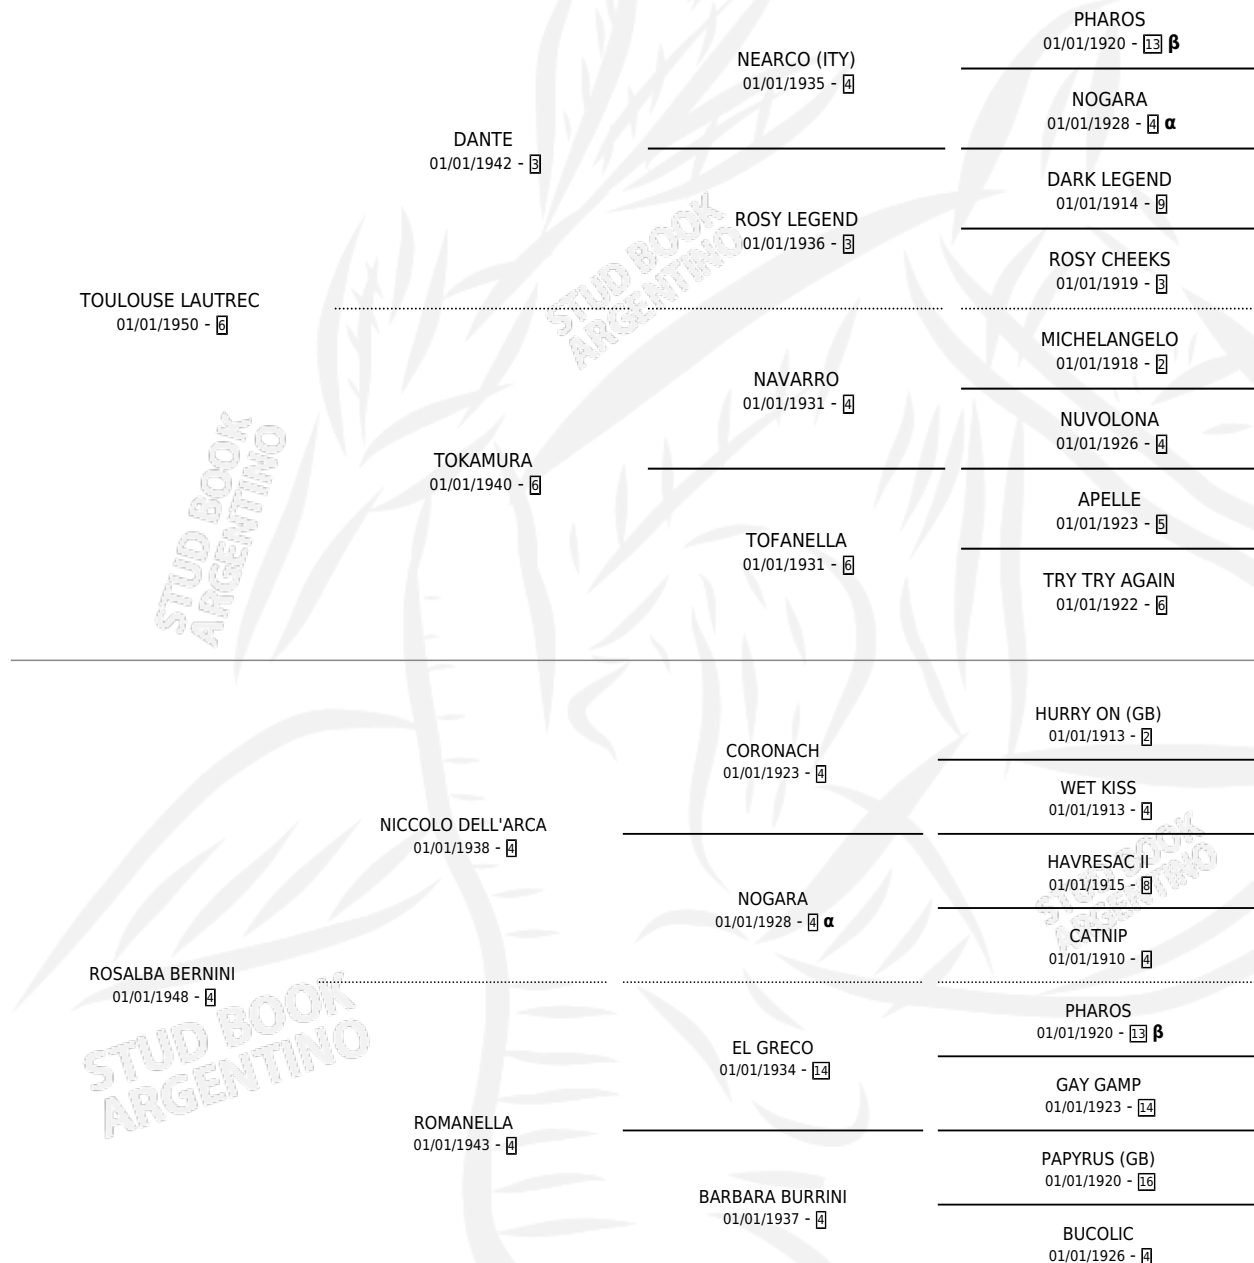 PHAROS
01/01/1920 - 13 β
NEARCO (ITY)
01/01/1935 - 4
NOGARA
01/01/1928 - 4 α
DANTE
01/01/1942 - 3
DARK LEGEND
01/01/1914 - 9
ROSY LEGEND
01/01/1936 - 3
ROSY CHEEKS
01/01/1919 - 3
TOULOUSE LAUTREC
01/01/1950 - 6
MICHELANGELO
01/01/1918 - 2
NAVARRO
01/01/1931 - 4
NUVOLONA
01/01/1926 - 4
TOKAMURA
01/01/1940 - 6
APELLE
01/01/1923 - 5
TOFANELLA
01/01/1931 - 6
TRY TRY AGAIN
01/01/1922 - 6
HURRY ON (GB)
01/01/1913 - 2
CORONACH
01/01/1923 - 4
WET KISS
01/01/1913 - 4
NICCOLO DELL'ARCA
01/01/1938 - 4
HAVRESAC II
01/01/1915 - 8
NOGARA
01/01/1928 - 4 α
CATNIP
01/01/1910 - 4
ROSALBA BERNINI
01/01/1948 - 4
PHAROS
01/01/1920 - 13 β
EL GRECO
01/01/1934 - 14
GAY GAMP
01/01/1923 - 14
ROMANELLA
01/01/1943 - 4
PAPYRUS (GB)
01/01/1920 - 16
BARBARA BURRINI
01/01/1937 - 4
BUCOLIC
01/01/1926 - 4
STUD BOOK
ARGENTINO
STUD BOOK
ARGENTINO
STUD BOOK
ARGENTINO
STUD BOOK
ARGENTINO